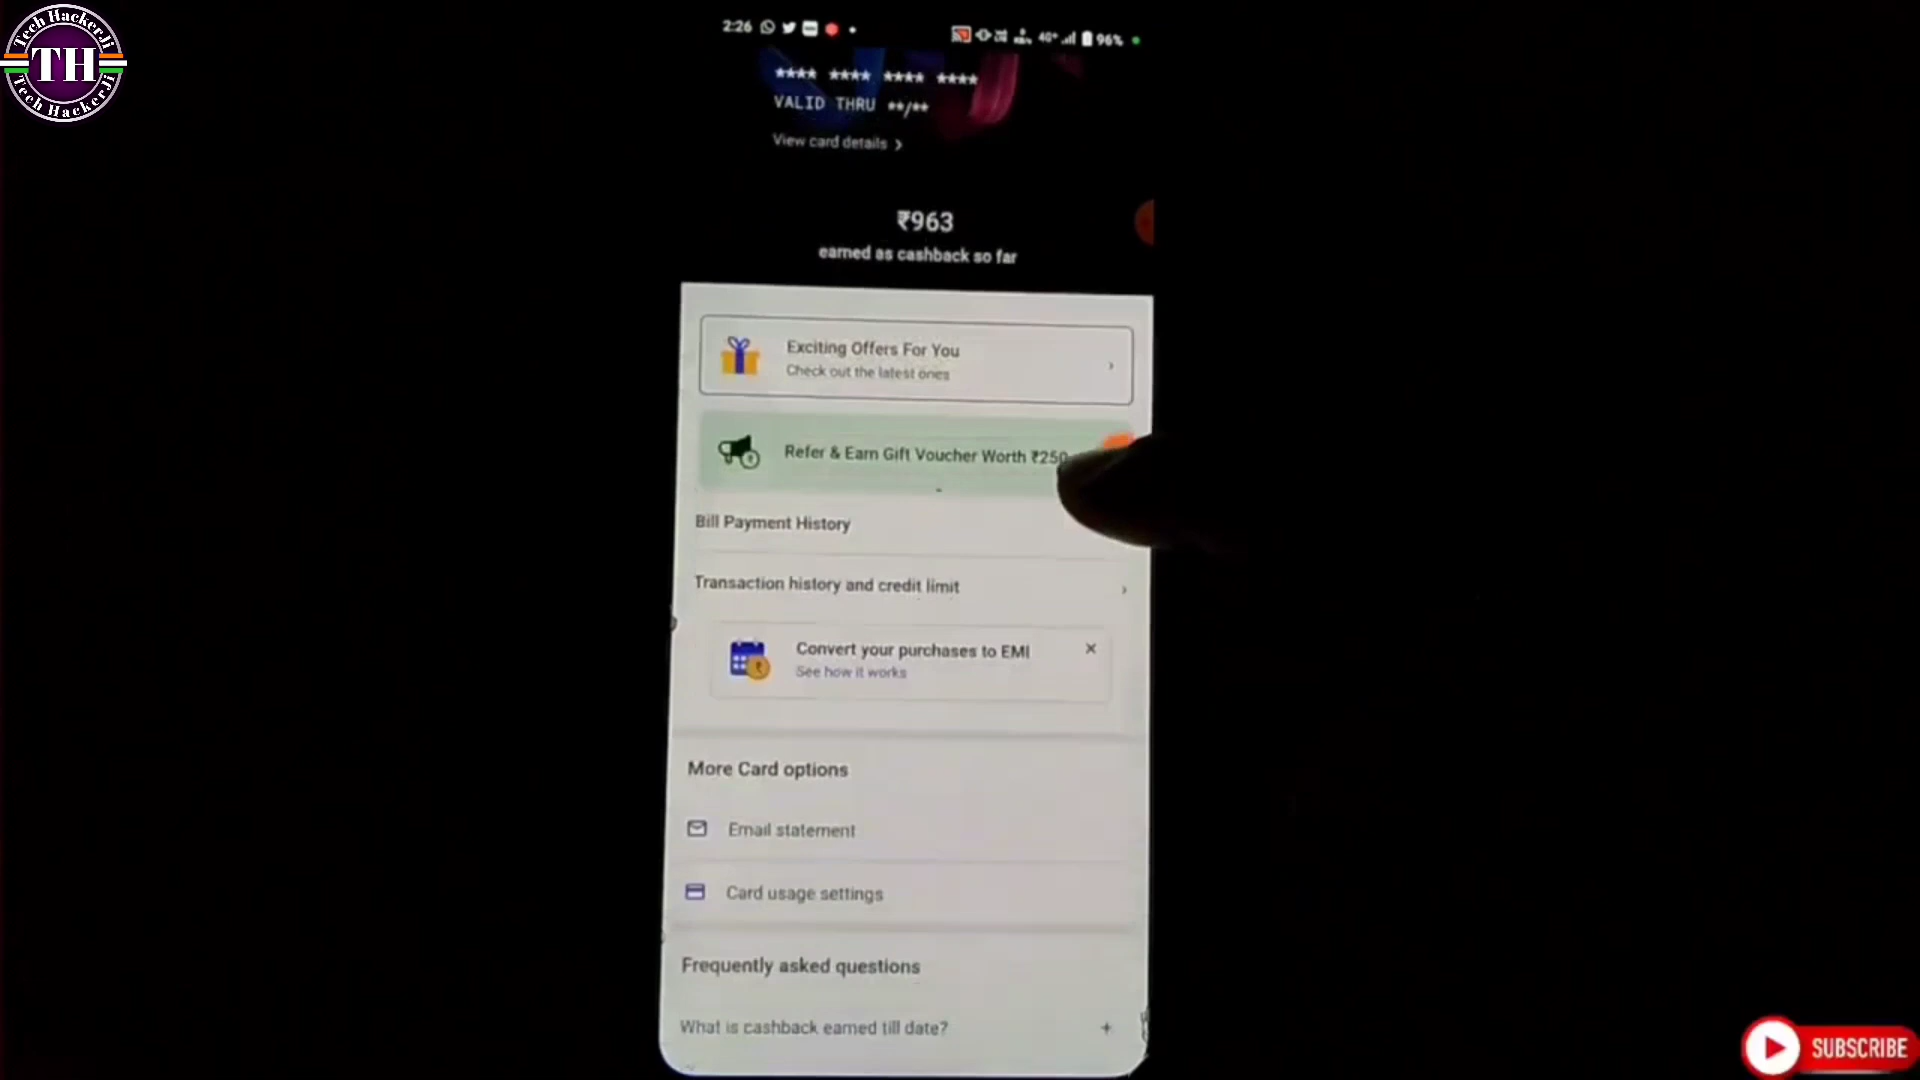 Tech HackerJi
TH
Tech HackerJi
2:26
4G+
96%
**** **** **** ****
VALID THRU **/**
View card details
₹963
earned as cashback so far
Exciting Offers For You
Check out the latest ones
Refer & Earn Gift Voucher Worth ₹250
Bill Payment History
Transaction history and credit limit
Convert your purchases to EMI
See how it works
More Card options
Email statement
Card usage settings
Frequently asked questions
What is cashback earned till date?
SUBSCRIBE